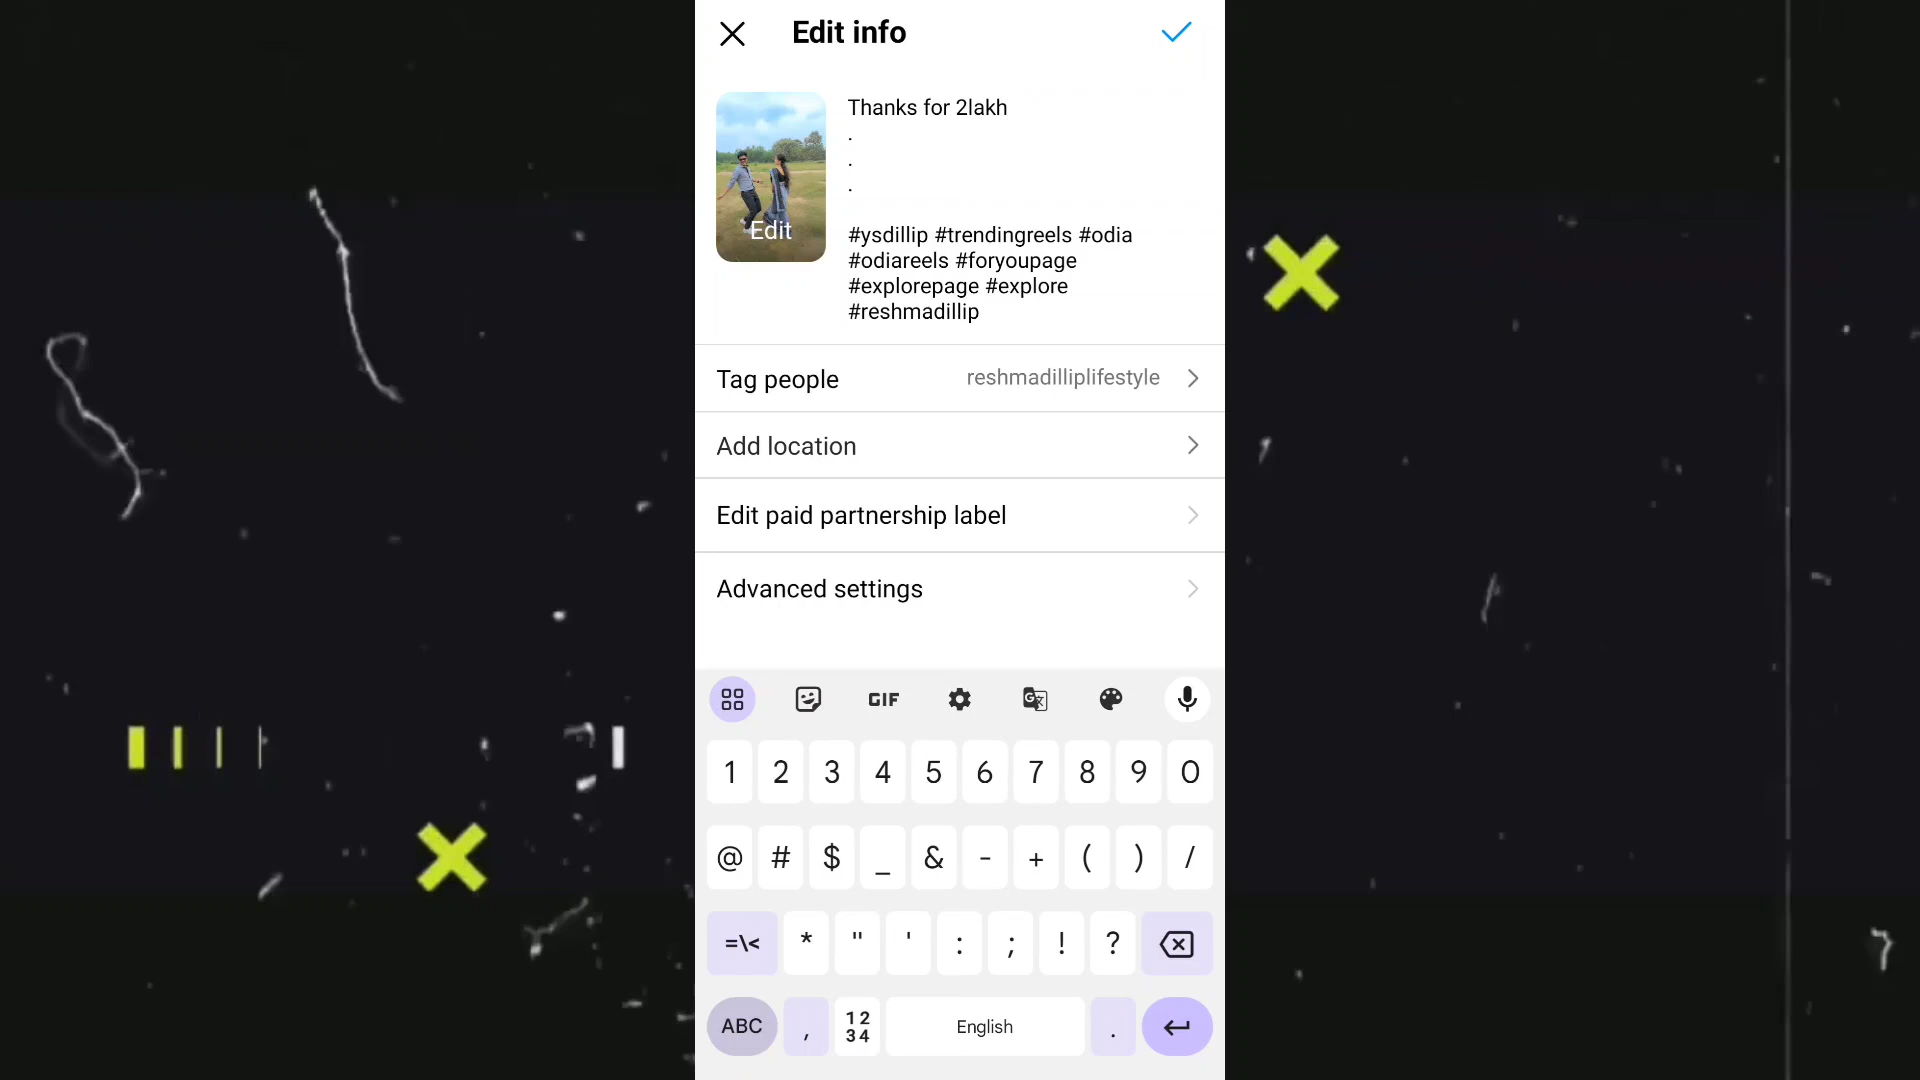 Edit info
Thanks for 2lakh
.
.
.
#ysdillip #trendingreels #odia
#odiareels #foryoupage
#explorepage #explore
#reshmadillip
Edit
Tag people reshmadilliplifestyle
Add location
Edit paid partnership label
Advanced settings
GIF
1 2 3 4 5 6 7 8 9 0
@ # $ _ & - + ( ) /
=\< * " ' : ; ! ?
ABC , 12 English .
34